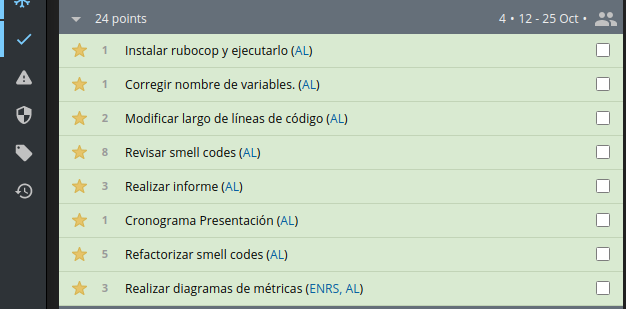 24 points 4 • 12 - 25 Oct •
1 Instalar rubocop y ejecutarlo (AL)
1 Corregir nombre de variables. (AL)
2 Modificar largo de líneas de código (AL)
8 Revisar smell codes (AL)
3 Realizar informe (AL)
1 Cronograma Presentación (AL)
5 Refactorizar smell codes (AL)
3 Realizar diagramas de métricas (ENRS, AL)